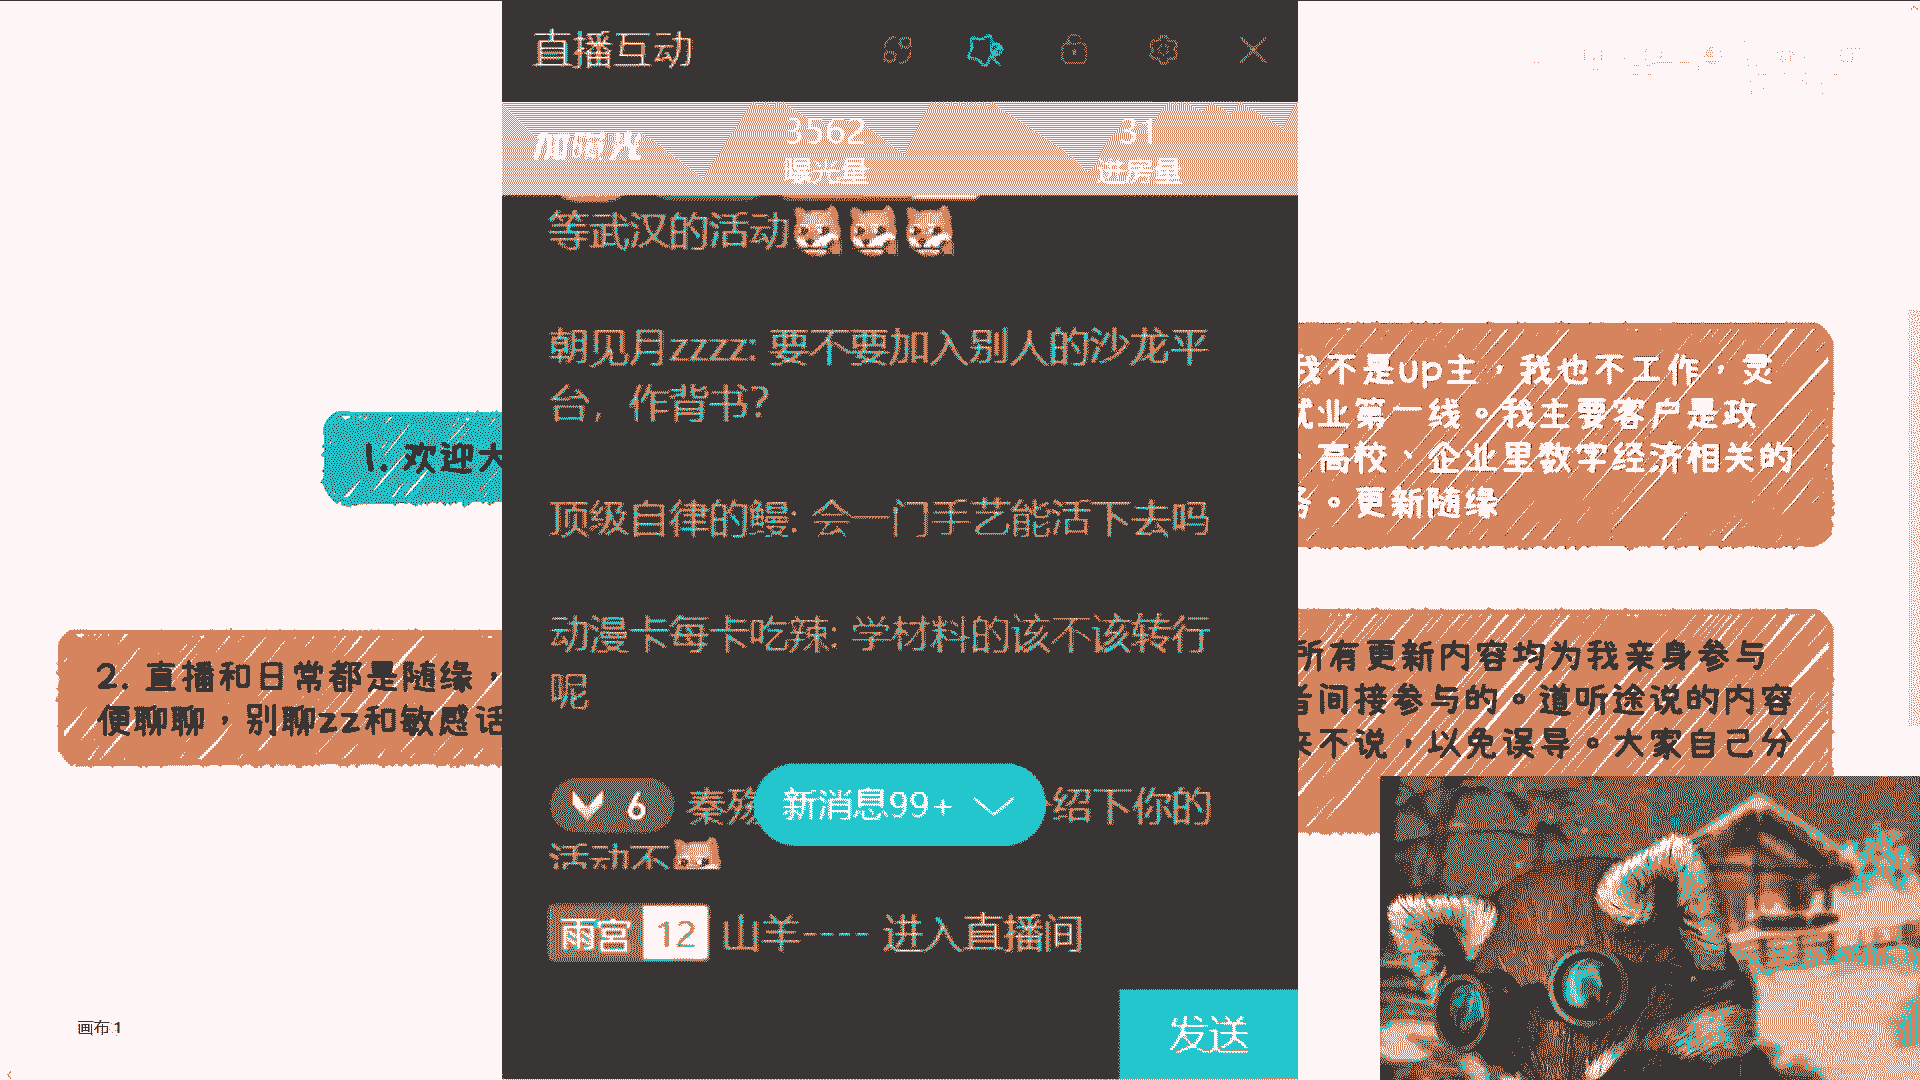 直播互动
加曝光
3562
曝光量
31
进房量
等武汉的活动
朝见月zzzz: 要不要加入别人的沙龙平
台，作背书？
顶级自律的鳗: 会一门手艺能活下去吗
动漫卡每卡吃辣: 学材料的该不该转行
呢
6 秦殇
绍下你的
活动不
新消息99+
雨宫 12 山羊---- 进入直播间
发送
1. 欢迎大
2. 直播和日常都是随缘，
便聊聊，别聊zz和敏感话
我不是up主，我也不工作，灵
就业第一线。我主要客户是政
、高校、企业里数字经济相关的
务。更新随缘
所有更新内容均为我亲身参与
者间接参与的。道听途说的内容
来不说，以免误导。大家自己分
画布 1